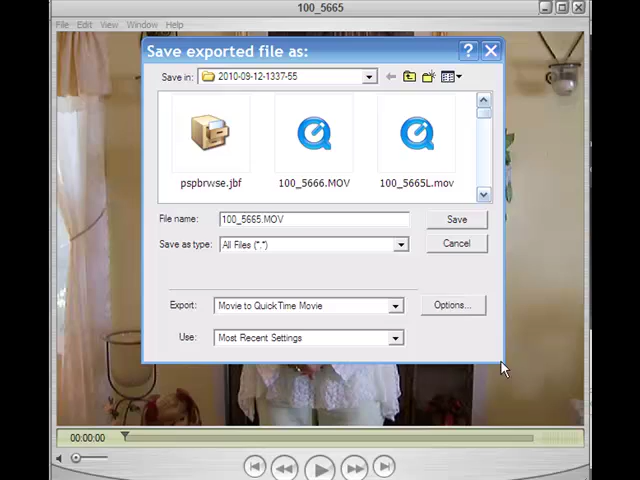 100_5665
File Edit View Window Help
Save exported file as:
Save in: 2010-09-12-1337-55
pspbrwse.jbf 100_5666.MOV 100_5665L.mov
File name: 100_5665.MOV Save
Save as type: All Files (*.*) Cancel
Export: Movie to QuickTime Movie Options...
Use: Most Recent Settings
00:00:00